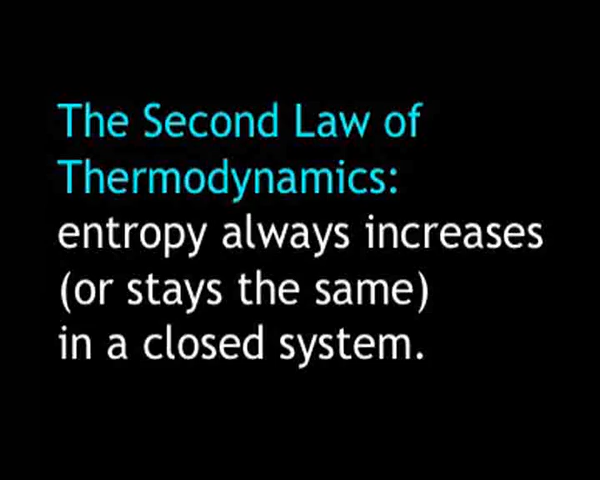 The Second Law of
Thermodynamics:
entropy always increases
(or stays the same)
in a closed system.